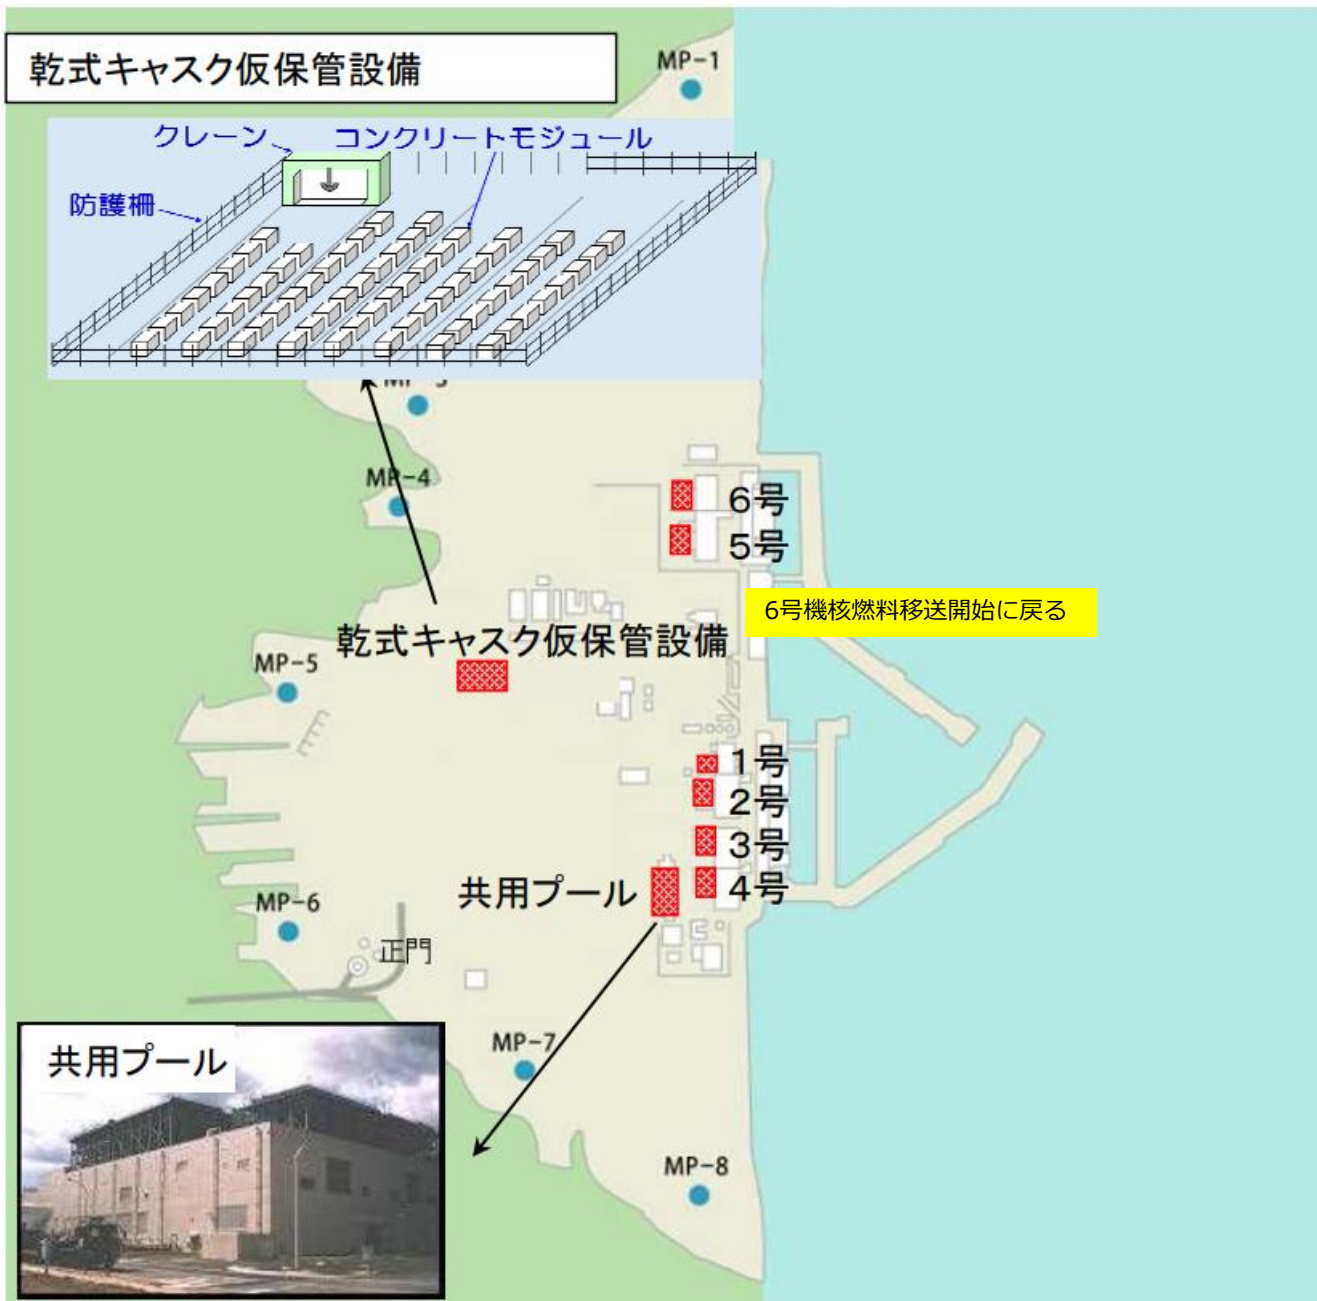 乾式キャスク仮保管設備
MP-1
クレーン
コンクリートモジュール
防護柵
MP-4
6号
5号
6号機核燃料移送開始に戻る
乾式キャスク仮保管設備
MP-5
1号
2号
3号
共用プール
4号
MP-6
正門
MP-7
共用プール
MP-8